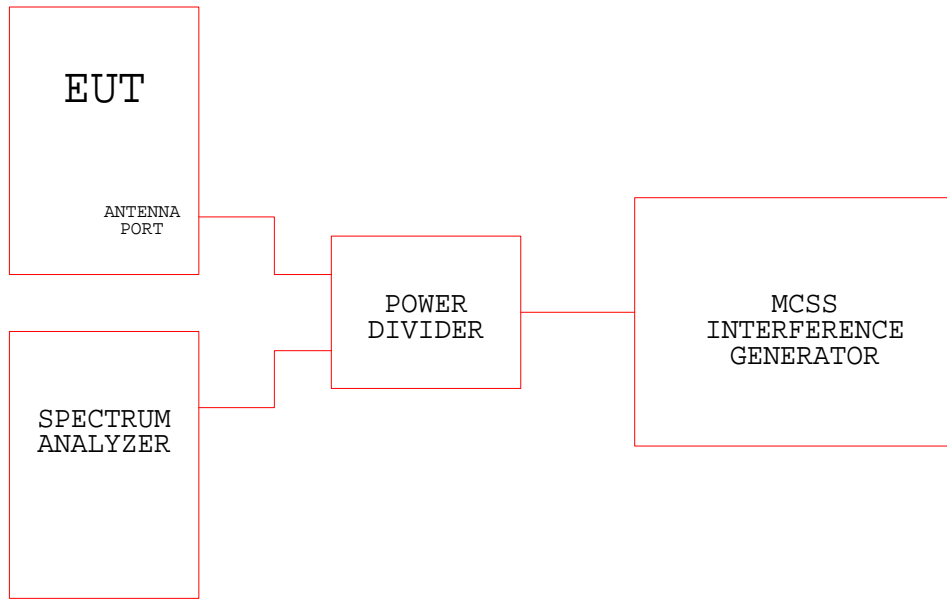 EUT
ANTENNA
PORT
POWER
DIVIDER
MCSS
INTERFERENCE
GENERATOR
SPECTRUM
ANALYZER